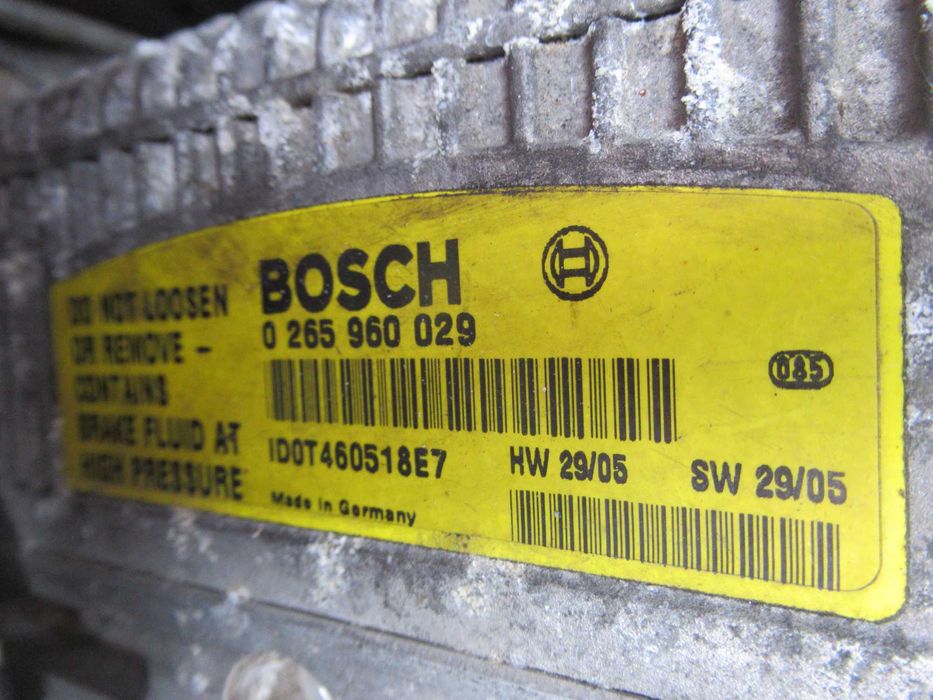 DO NOT LOOSEN
OR REMOVE -
CONTAINS
BRAKE FLUID AT
HIGH PRESSURE
BOSCH
0 265 960 029
085
ID0T460518E7
HW 29/05
SW 29/05
Made in Germany